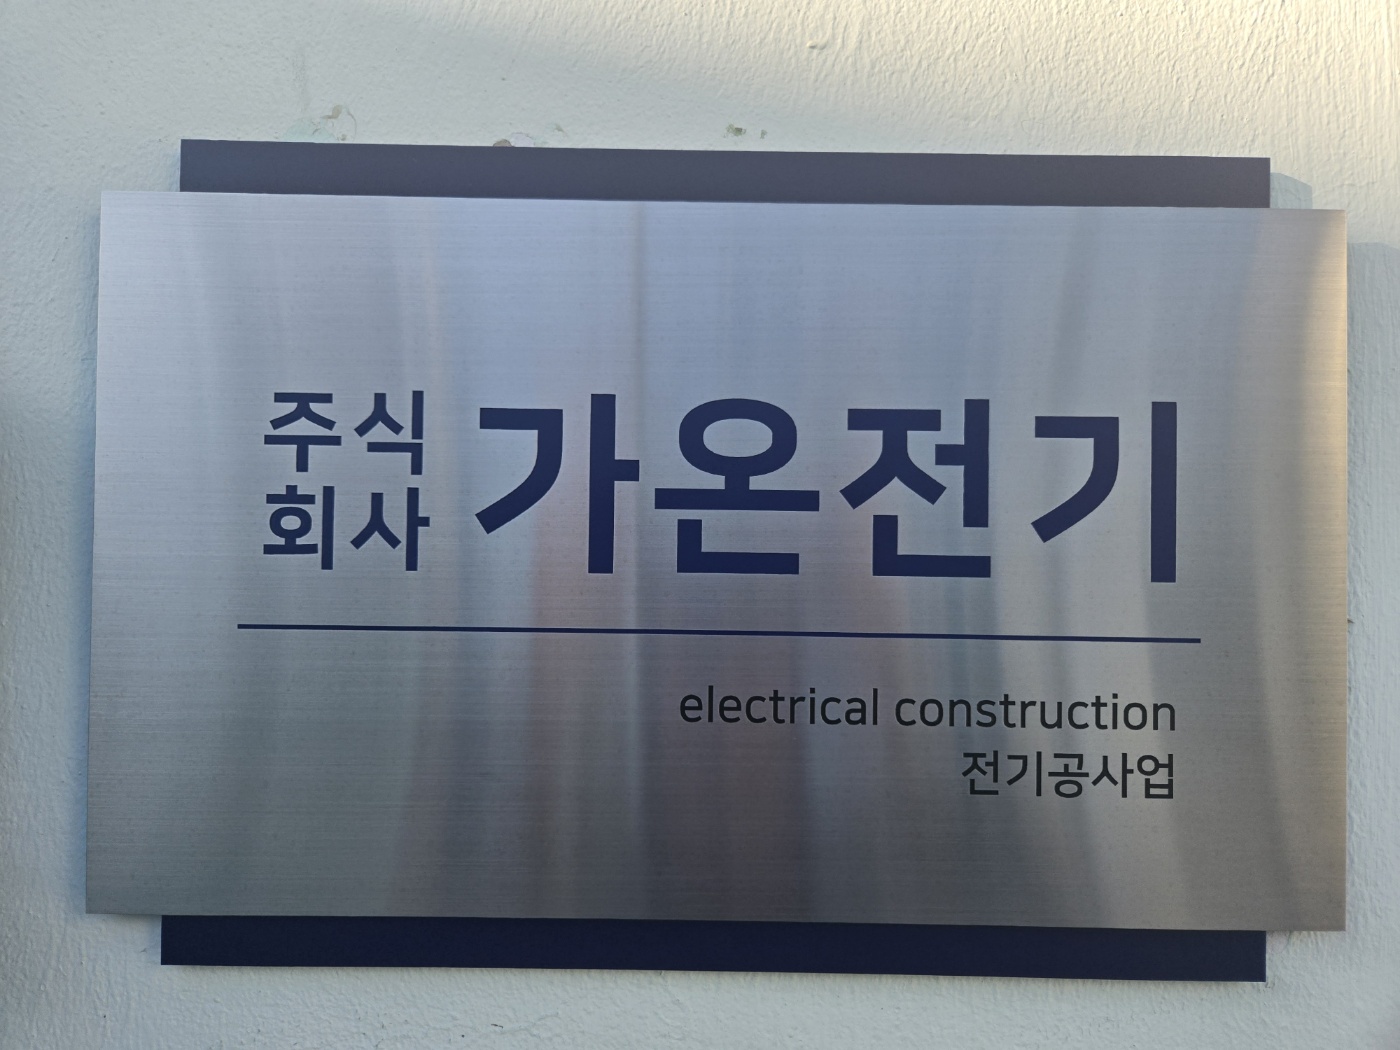 주식
회사
가온전기
electrical construction
전기공사업